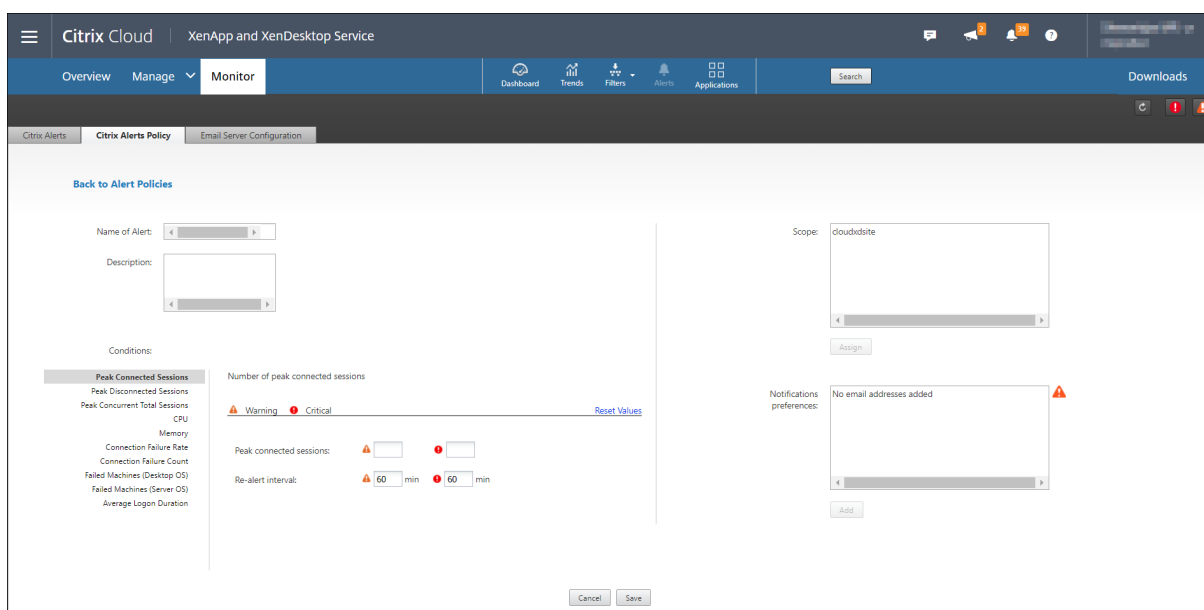 Citrix Cloud XenApp and XenDesktop Service 2 39 ?
Overview Manage Monitor Dashboard Trends Filters Alerts Applications Search Downloads
Citrix Alerts Citrix Alerts Policy Email Server Configuration
Back to Alert Policies
Name of Alert: Scope: cloudxdsite
Description:
Assign
Conditions:
Peak Connected Sessions Number of peak connected sessions
Peak Disconnected Sessions
Peak Concurrent Total Sessions
Warning Critical Reset Values
CPU
Memory
Connection Failure Rate
Connection Failure Count
Failed Machines (Desktop OS)
Failed Machines (Server OS)
Average Logon Duration
Peak connected sessions:
Re-alert interval: 60 min 60 min
Notifications preferences:
No email addresses added
Add
Cancel Save